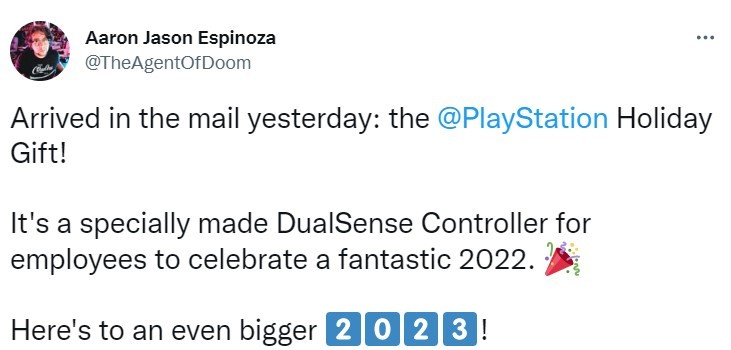 Aaron Jason Espinoza
@TheAgentOfDoom
Arrived in the mail yesterday: the @PlayStation Holiday
Gift!
It's a specially made DualSense Controller for
employees to celebrate a fantastic 2022. 🎉
Here's to an even bigger 2️⃣0️⃣2️⃣3️⃣!